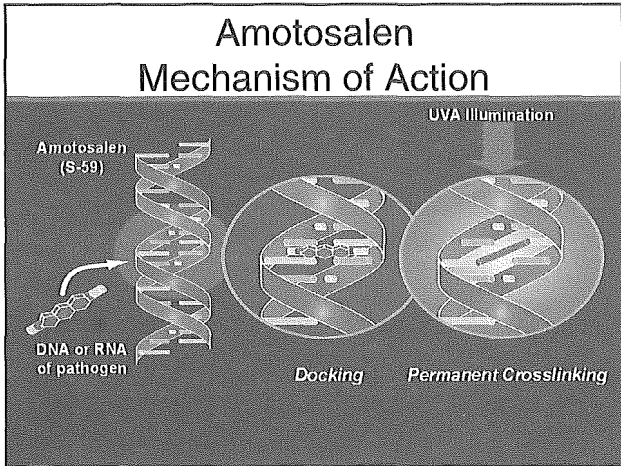 Amotosalen
Mechanism of Action
UVA Illumination
Amotosalen
(S-59)
DNA or RNA
of pathogen
Docking
Permanent Crosslinking